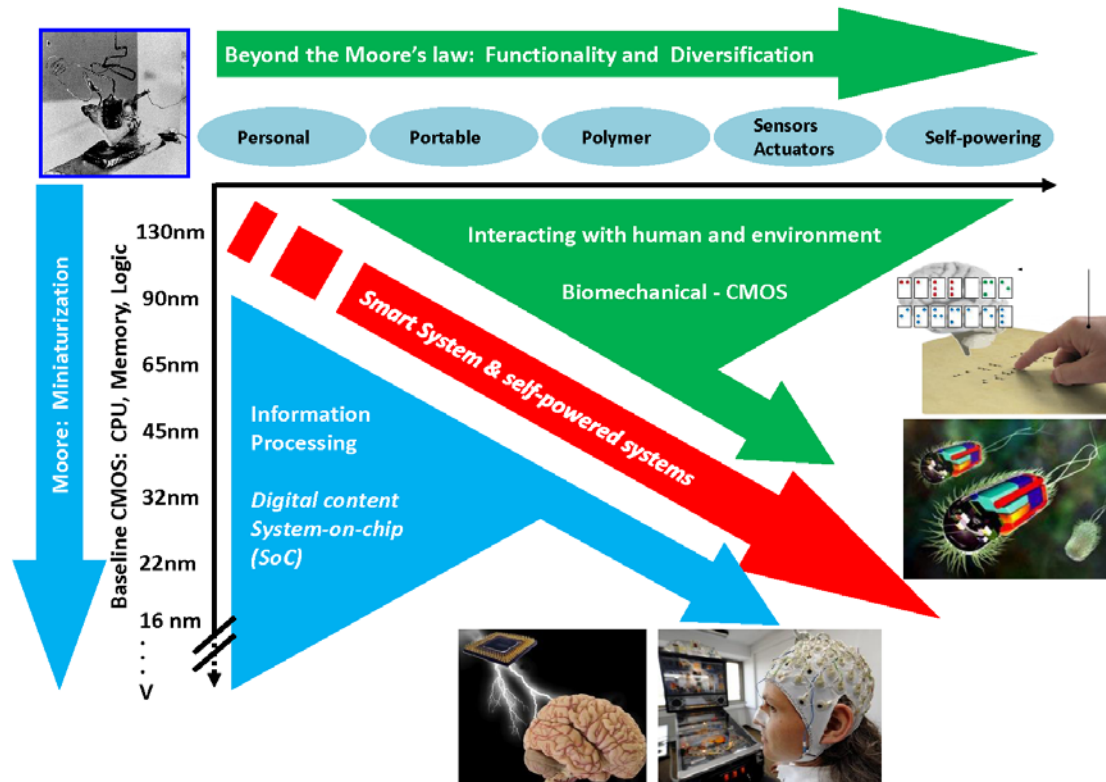 Beyond the Moore's law: Functionality and Diversification
Personal
Portable
Polymer
Sensors
Actuators
Self-powering
Moore: Miniaturization
Baseline CMOS: CPU, Memory, Logic
130nm
90nm
65nm
45nm
32nm
22nm
16 nm
V
Interacting with human and environment
Biomechanical - CMOS
Smart System & self-powered systems
Information
Processing
Digital content
System-on-chip
(SoC)